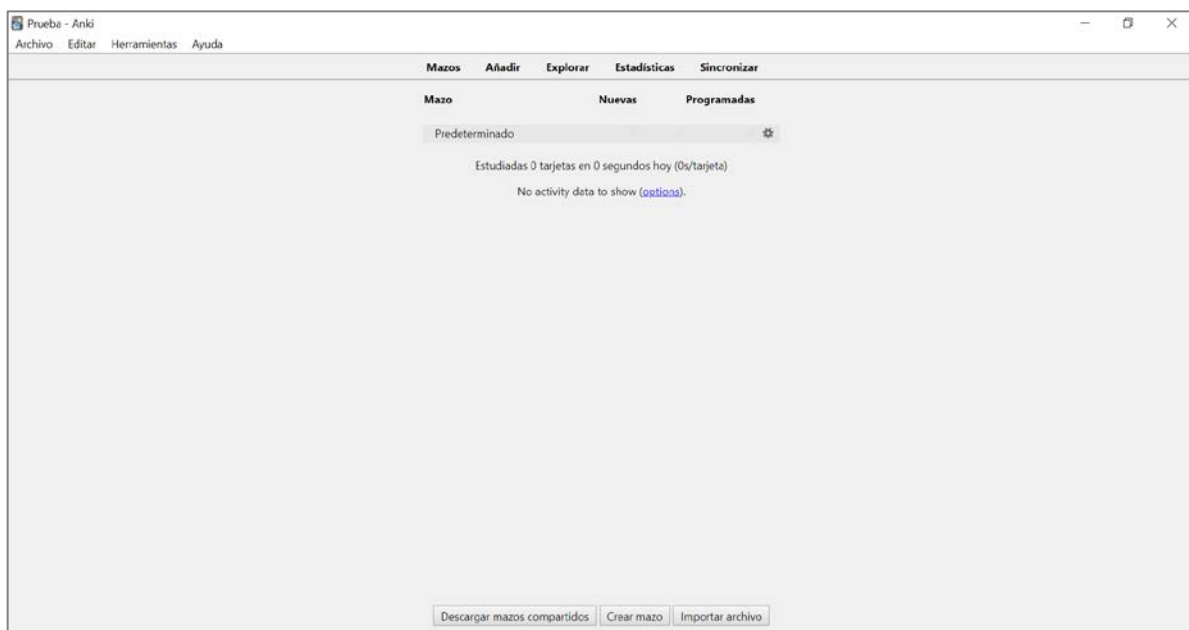 Prueba - Anki
Archivo Editar Herramientas Ayuda
Mazos Añadir Explorar Estadísticas Sincronizar
Mazo Nuevas Programadas
Predeterminado
Estudiadas 0 tarjetas en 0 segundos hoy (0s/tarjeta)
No activity data to show (options).
Descargar mazos compartidos Crear mazo Importar archivo